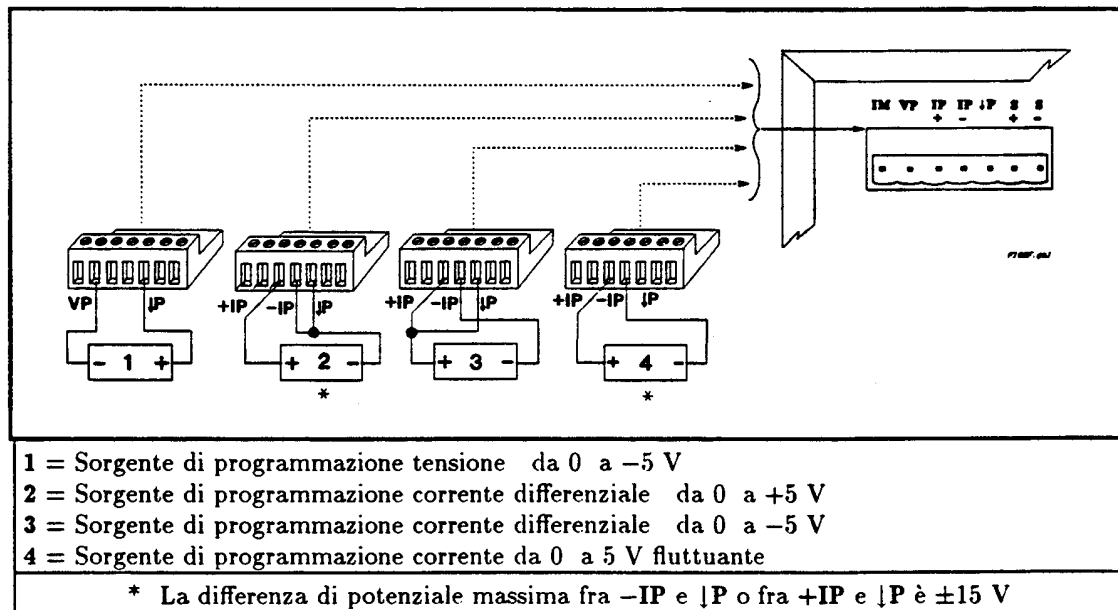 IM VP IP IP ↓P S S
+ - + -
VP ↓P
+IP -IP ↓P
+IP -IP ↓P
+IP -IP ↓P
- 1 +
+ 2 -
+ 3 -
+ 4 -
* *
1 = Sorgente di programmazione tensione da 0 a −5 V
2 = Sorgente di programmazione corrente differenziale da 0 a +5 V
3 = Sorgente di programmazione corrente differenziale da 0 a −5 V
4 = Sorgente di programmazione corrente da 0 a 5 V fluttuante
* La differenza di potenziale massima fra −IP e ↓P o fra +IP e ↓P è ±15 V